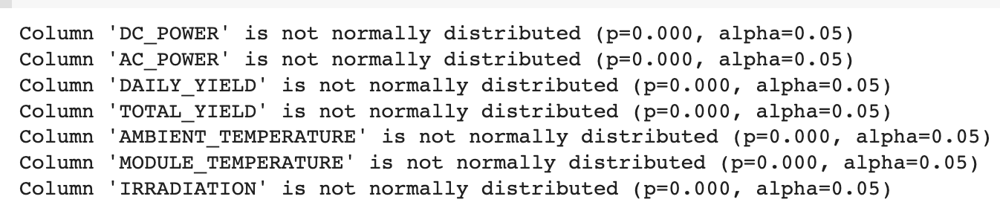 Column 'DC_POWER' is not normally distributed (p=0.000, alpha=0.05)
Column 'AC_POWER' is not normally distributed (p=0.000, alpha=0.05)
Column 'DAILY_YIELD' is not normally distributed (p=0.000, alpha=0.05)
Column 'TOTAL_YIELD' is not normally distributed (p=0.000, alpha=0.05)
Column 'AMBIENT_TEMPERATURE' is not normally distributed (p=0.000, alpha=0.05)
Column 'MODULE_TEMPERATURE' is not normally distributed (p=0.000, alpha=0.05)
Column 'IRRADIATION' is not normally distributed (p=0.000, alpha=0.05)